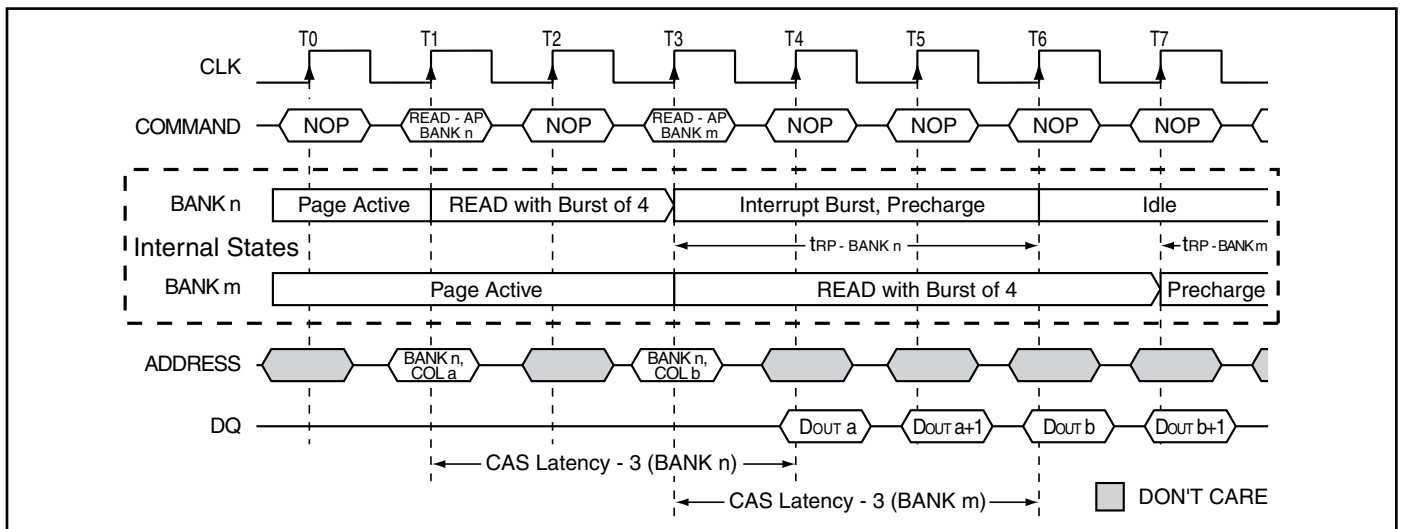 T0 T1 T2 T3 T4 T5 T6 T7
CLK
COMMAND NOP READ - AP BANK n NOP READ - AP BANK m NOP NOP NOP NOP
BANK n Page Active READ with Burst of 4 Interrupt Burst, Precharge Idle
Internal States tRP - BANK n tRP - BANK m
BANK m Page Active READ with Burst of 4 Precharge
ADDRESS BANK n, COL a BANK n, COL b
DQ DOUT a DOUT a+1 DOUT b DOUT b+1
CAS Latency - 3 (BANK n)
CAS Latency - 3 (BANK m) DON'T CARE